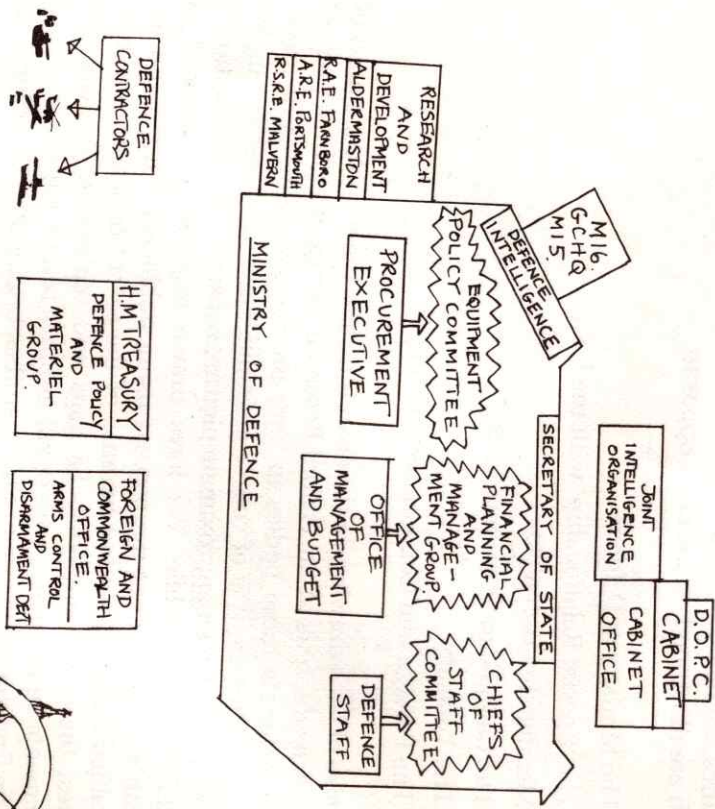 D.O.P.C.
CABINET
CABINET
OFFICE
JOINT
INTELLIGENCE
ORGANISATION
MI6.
GCHQ
MI5
DEFENCE
INTELLIGENCE
SECRETARY OF STATE
EQUIPMENT
POLICY COMMITTEE
FINANCIAL
PLANNING
AND
MANAGE-
MENT GROUP.
CHIEFS
OF
STAFF
COMMITTEE
PROCUREMENT
EXECUTIVE
OFFICE
OF
MANAGEMENT
AND BUDGET
DEFENCE
STAFF
MINISTRY OF DEFENCE
RESEARCH
AND
DEVELOPMENT
ALDERMASTON
R.A.E. FARNBORO
A.R.E. PORTSMOUTH
R.S.R.E. MALVERN
DEFENCE
CONTRACTORS
H.M TREASURY
DEFENCE POLICY
AND
MATERIEL
GROUP.
FOREIGN AND
COMMONWEALTH
OFFICE.
ARMS CONTROL
AND
DISARMAMENT DEPT